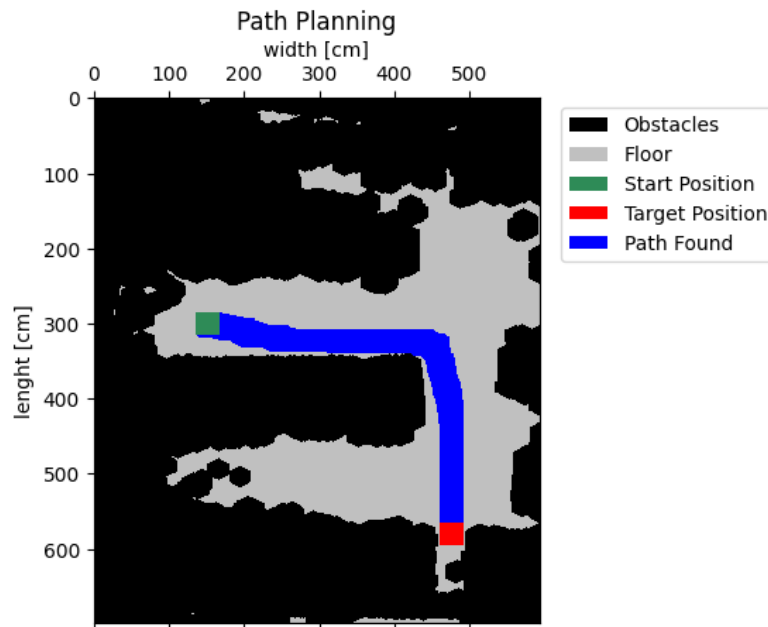 Path Planning
width [cm]
0 100 200 300 400 500
0
100
200
300
400
500
600
lenght [cm]
Obstacles
Floor
Start Position
Target Position
Path Found